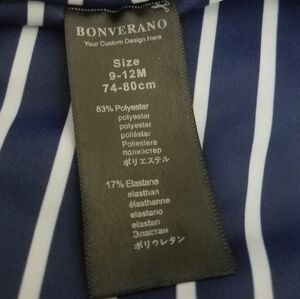 BONVERANO
Your Custom Design Here
Size
9-12M
74-80cm
83% Polyester
polyester
polyester
poliéster
Poliestere
полиэстер
ポリエステル
17% Elastane
elasthan
élasthanne
elastano
elastan
Эластан
ポリウレタン